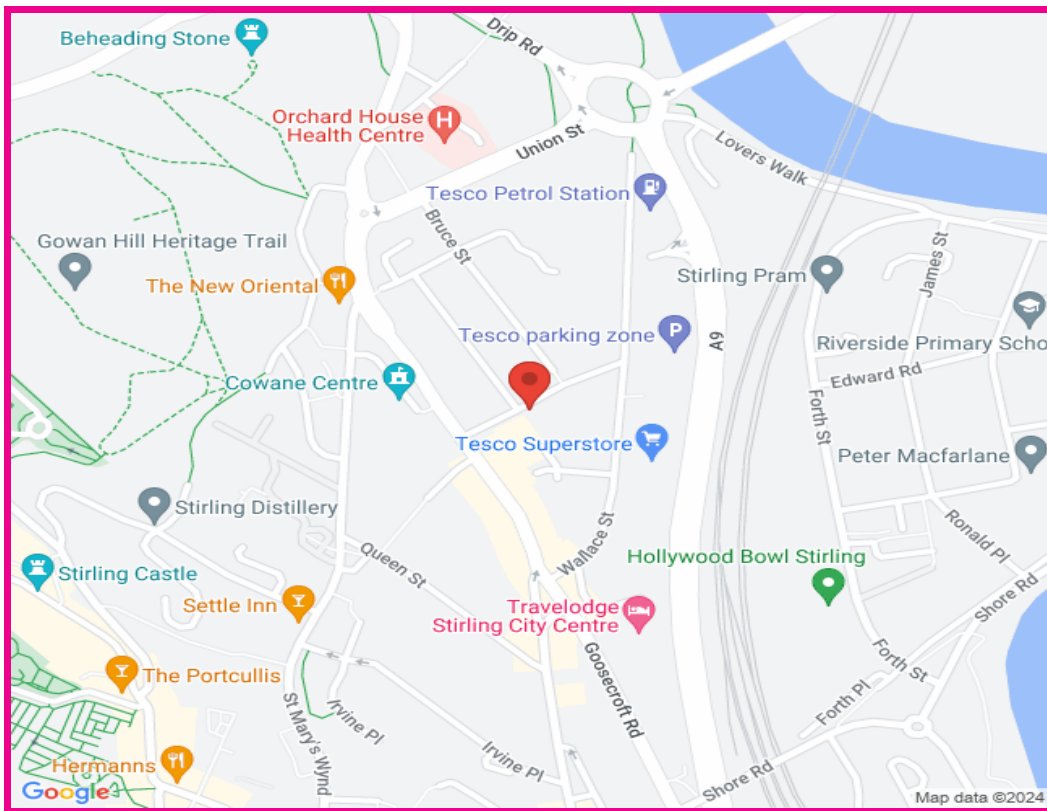 Beheading Stone
Drip Rd
Orchard House
Health Centre
H
Union St
Lovers Walk
Tesco Petrol Station
Bruce St
James St
Gowan Hill Heritage Trail
The New Oriental
Stirling Pram
Tesco parking zone
P
A9
Riverside Primary Scho
Edward Rd
Cowane Centre
Forth St
Tesco Superstore
Peter Macfarlane
Stirling Distillery
Wallace St
Queen St
Ronald Pl
Hollywood Bowl Stirling
Stirling Castle
Shore Rd
Settle Inn
Travelodge
Stirling City Centre
Goosecroft Rd
Forth St
The Portcullis
Forth Pl
St Mary's Wynd
Irvine Pl
Irvine Pl
Hermanns
Shore Rd
Google
Map data ©2024